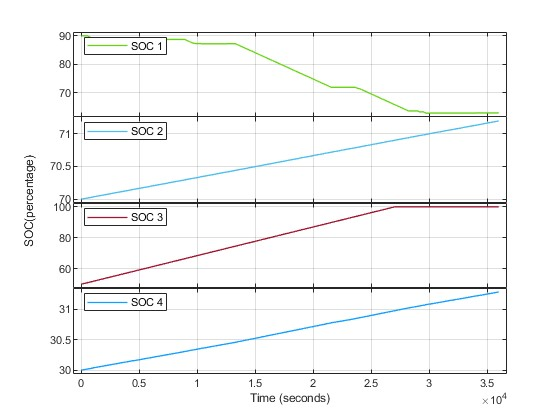 90
80
70
SOC 1
71
70.5
70
SOC 2
SOC(percentage)
100
80
60
SOC 3
31
30.5
30
SOC 4
0 0.5 1 1.5 2 2.5 3 3.5
Time (seconds)
×10⁴